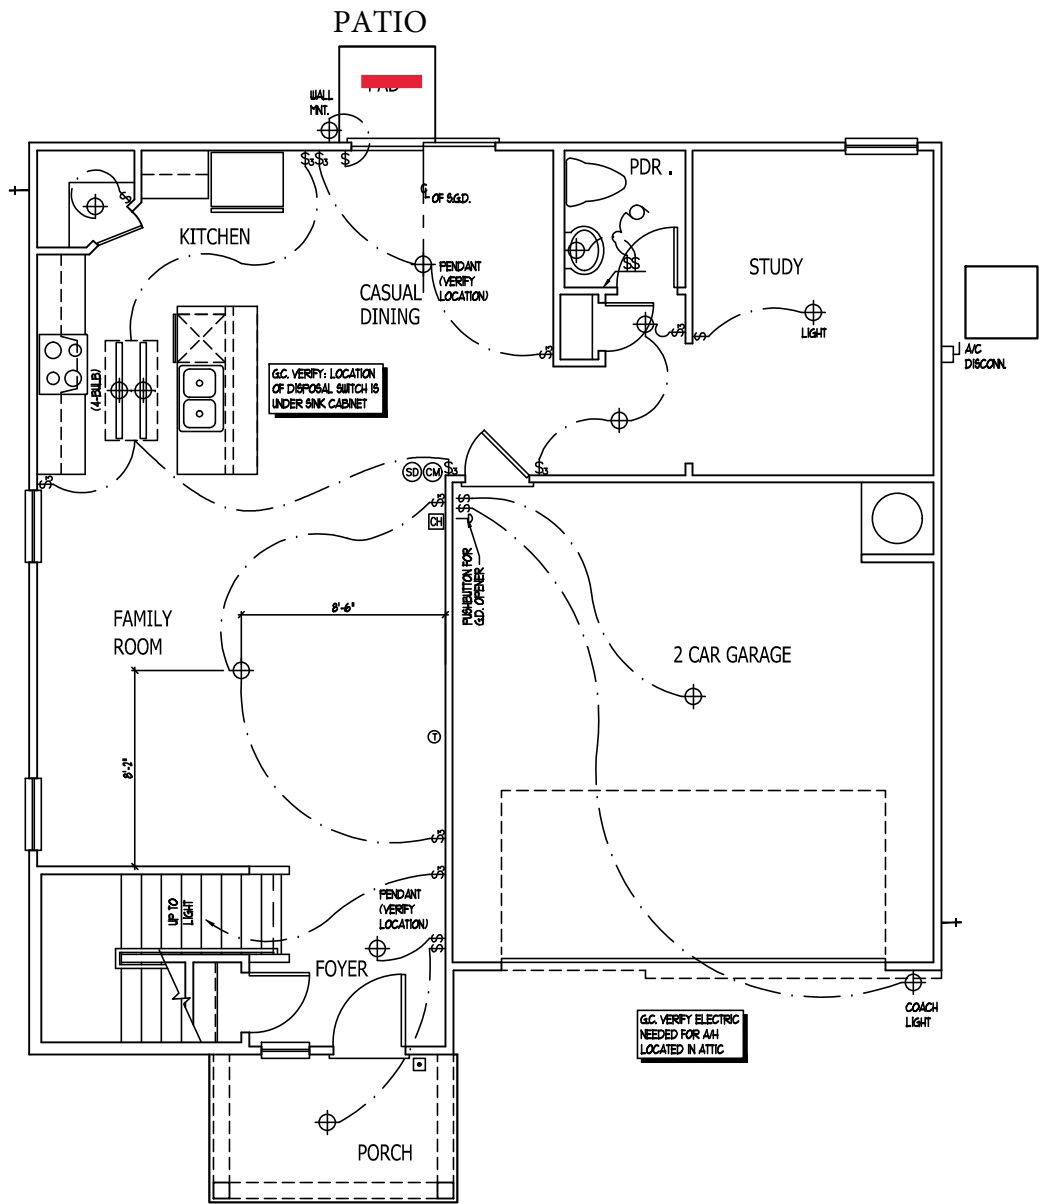 PATIO
WALL
MNT.
PDR .
℄
OF S.G.D.
KITCHEN
PENDANT
(VERIFY
LOCATION)
CASUAL
DINING
STUDY
LIGHT
A/C
DISCONN.
(4-BULB)
G.C. VERIFY: LOCATION
OF DISPOSAL SWITCH IS
UNDER SINK CABINET
SD CM
CH
PUSHBUTTON FOR
G.D. OPENER
8'-6"
FAMILY
ROOM
2 CAR GARAGE
T
8'-2"
UP TO
LIGHT
PENDANT
(VERIFY
LOCATION)
FOYER
COACH
LIGHT
G.C. VERIFY ELECTRIC
NEEDED FOR A/H
LOCATED IN ATTIC
PORCH